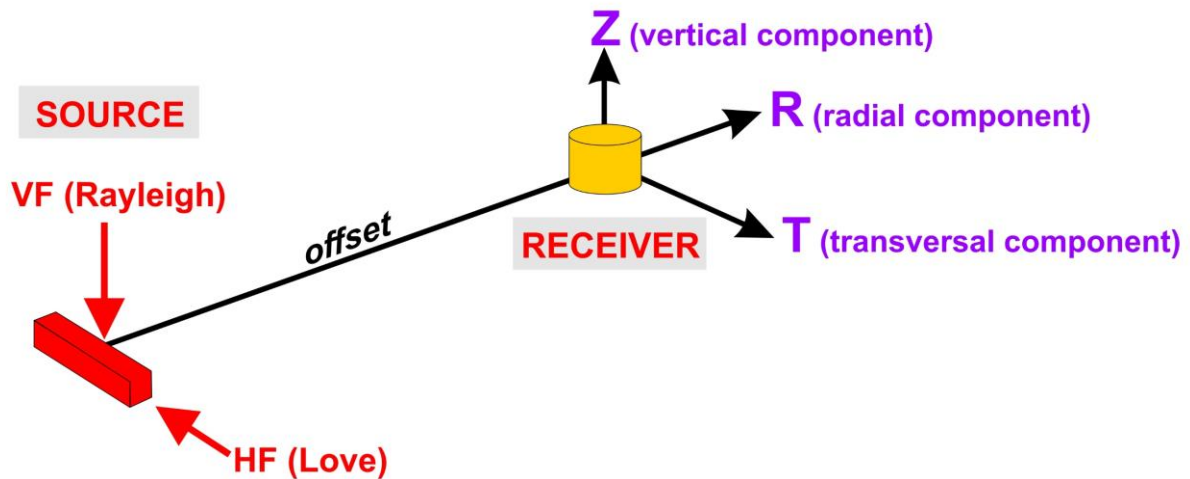 Z (vertical component)
SOURCE
R (radial component)
VF (Rayleigh)
offset
RECEIVER
T (transversal component)
HF (Love)